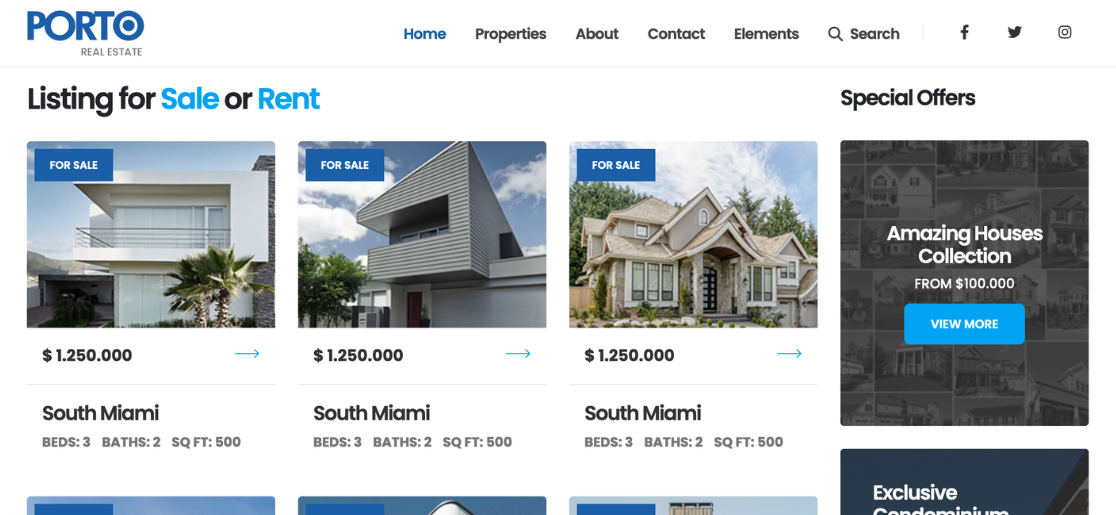 PORTO
REAL ESTATE
Home Properties About Contact Elements Search
Listing for Sale or Rent
Special Offers
FOR SALE
FOR SALE
FOR SALE
$ 1.250.000
$ 1.250.000
$ 1.250.000
South Miami
South Miami
South Miami
BEDS: 3 BATHS: 2 SQ FT: 500
BEDS: 3 BATHS: 2 SQ FT: 500
BEDS: 3 BATHS: 2 SQ FT: 500
Amazing Houses
Collection
FROM $100.000
VIEW MORE
Exclusive
Condominium